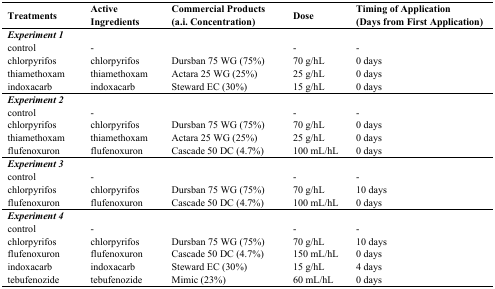 Treatments Active Ingredients Commercial Products (a.i. Concentration) Dose Timing of Application (Days from First Application)
Experiment 1
control - - -
chlorpyrifos chlorpyrifos Dursban 75 WG (75%) 70 g/hL 0 days
thiamethoxam thiamethoxam Actara 25 WG (25%) 25 g/hL 0 days
indoxacarb indoxacarb Steward EC (30%) 15 g/hL 0 days
Experiment 2
control - - -
chlorpyrifos chlorpyrifos Dursban 75 WG (75%) 70 g/hL 0 days
thiamethoxam thiamethoxam Actara 25 WG (25%) 25 g/hL 0 days
flufenoxuron flufenoxuron Cascade 50 DC (4.7%) 100 mL/hL 0 days
Experiment 3
control - - -
chlorpyrifos chlorpyrifos Dursban 75 WG (75%) 70 g/hL 10 days
flufenoxuron flufenoxuron Cascade 50 DC (4.7%) 100 mL/hL 0 days
Experiment 4
control - - -
chlorpyrifos chlorpyrifos Dursban 75 WG (75%) 70 g/hL 10 days
flufenoxuron flufenoxuron Cascade 50 DC (4.7%) 150 mL/hL 0 days
indoxacarb indoxacarb Steward EC (30%) 15 g/hL 4 days
tebufenozide tebufenozide Mimic (23%) 60 mL/hL 0 days